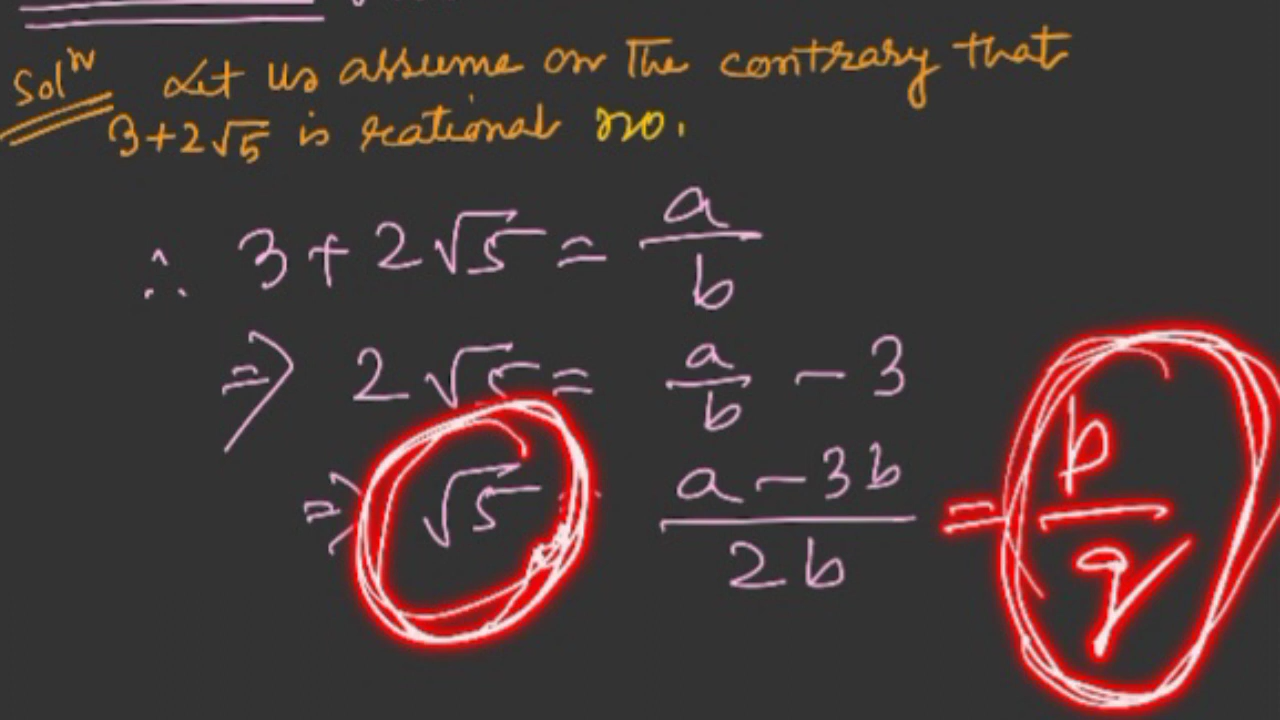 Solⁿ Let us assume on the contrary that
3+2√5 is rational no.
∴ 3+2√5 = a/b
⇒ 2√5 = a/b - 3
⇒ √5 = a-3b/2b = p/q